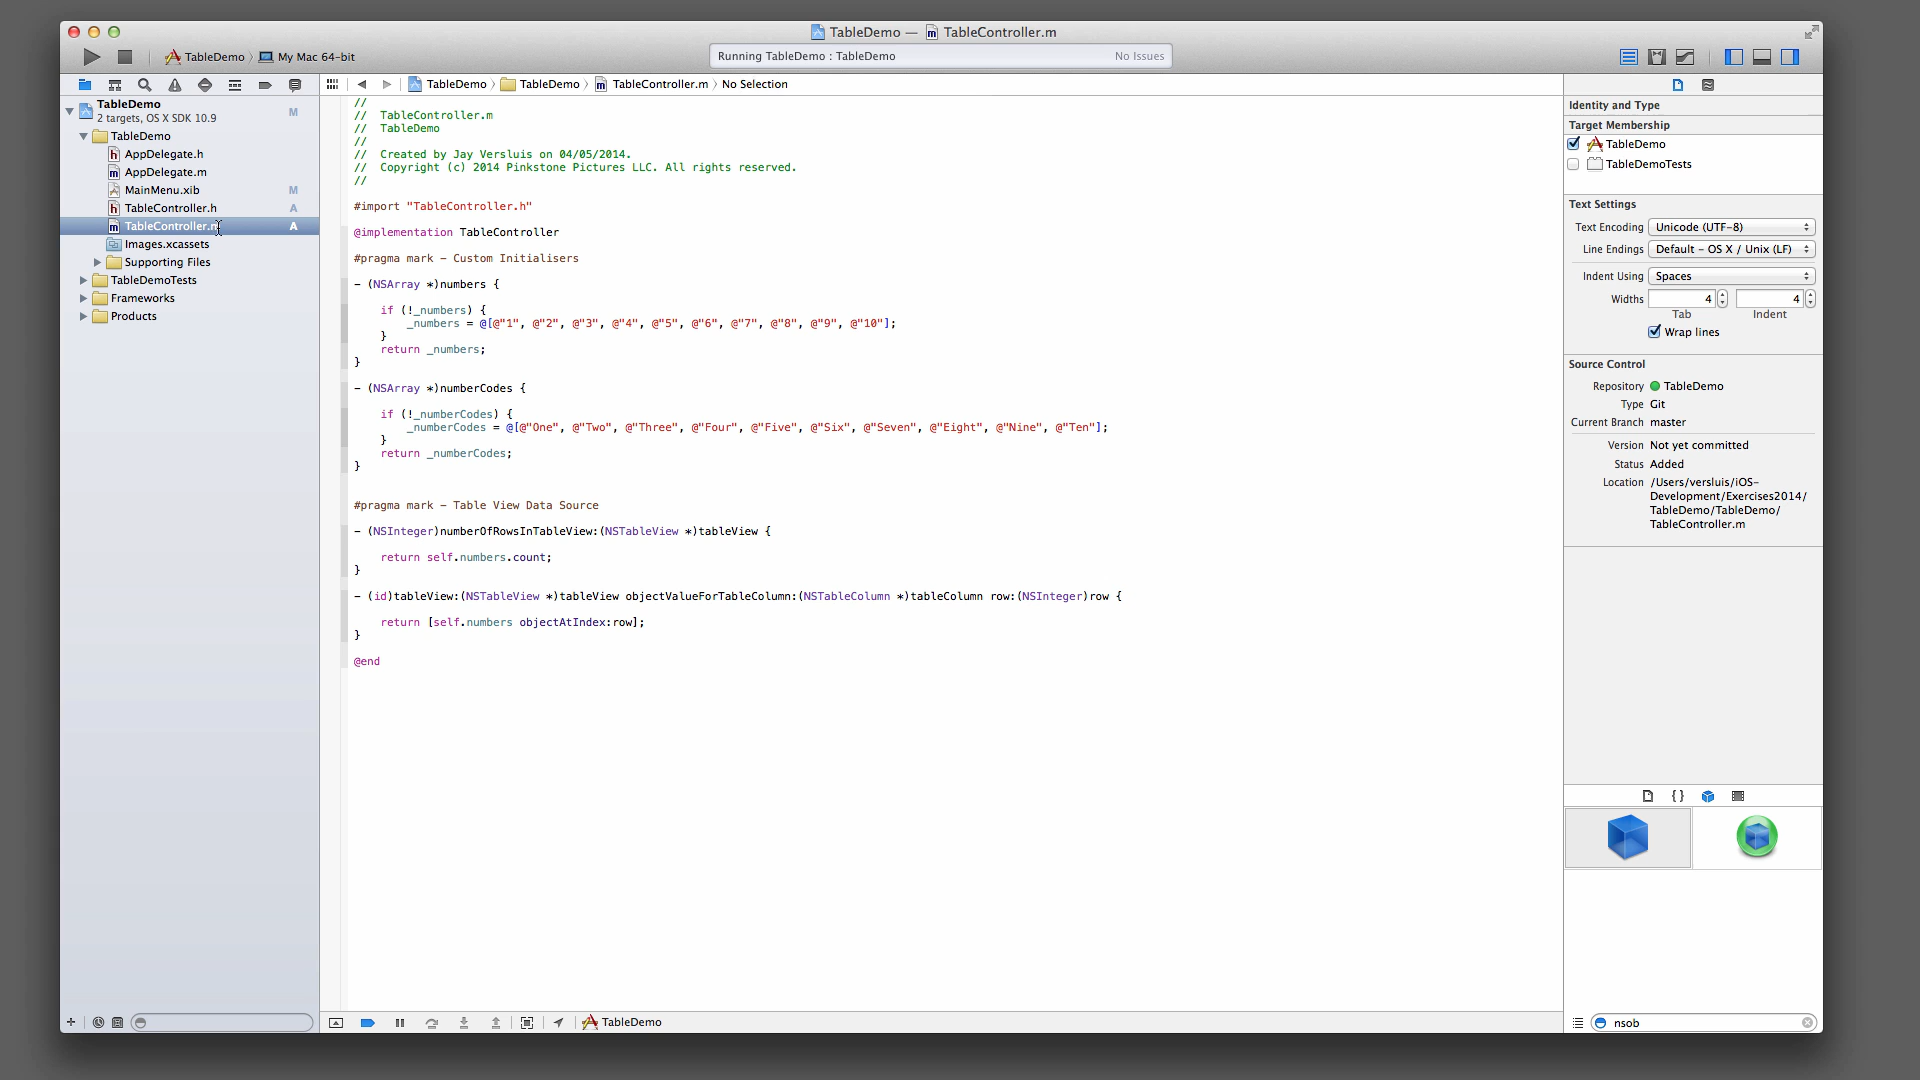 TableDemo — TableController.m
TableDemo My Mac 64-bit
Running TableDemo : TableDemo No Issues
TableDemo TableDemo TableController.m No Selection
TableDemo
2 targets, OS X SDK 10.9 M
TableDemo
AppDelegate.h
AppDelegate.m
MainMenu.xib M
TableController.h A
TableController.m A
Images.xcassets
Supporting Files
TableDemoTests
Frameworks
Products
//
// TableController.m
// TableDemo
//
// Created by Jay Versluis on 04/05/2014.
// Copyright (c) 2014 Pinkstone Pictures LLC. All rights reserved.
//
#import "TableController.h"
@implementation TableController
#pragma mark - Custom Initialisers
- (NSArray *)numbers {
if (!_numbers) {
_numbers = @[@"1", @"2", @"3", @"4", @"5", @"6", @"7", @"8", @"9", @"10"];
}
return _numbers;
}
- (NSArray *)numberCodes {
if (!_numberCodes) {
_numberCodes = @[@"One", @"Two", @"Three", @"Four", @"Five", @"Six", @"Seven", @"Eight", @"Nine", @"Ten"];
}
return _numberCodes;
}
#pragma mark - Table View Data Source
- (NSInteger)numberOfRowsInTableView:(NSTableView *)tableView {
return self.numbers.count;
}
- (id)tableView:(NSTableView *)tableView objectValueForTableColumn:(NSTableColumn *)tableColumn row:(NSInteger)row {
return [self.numbers objectAtIndex:row];
}
@end
TableDemo
Identity and Type
Target Membership
TableDemo
TableDemoTests
Text Settings
Text Encoding Unicode (UTF-8)
Line Endings Default - OS X / Unix (LF)
Indent Using Spaces
Widths 4 4
Tab Indent
Wrap lines
Source Control
Repository TableDemo
Type Git
Current Branch master
Version Not yet committed
Status Added
Location /Users/versluis/iOS-
Development/Exercises2014/
TableDemo/TableDemo/
TableController.m
{ }
nsob